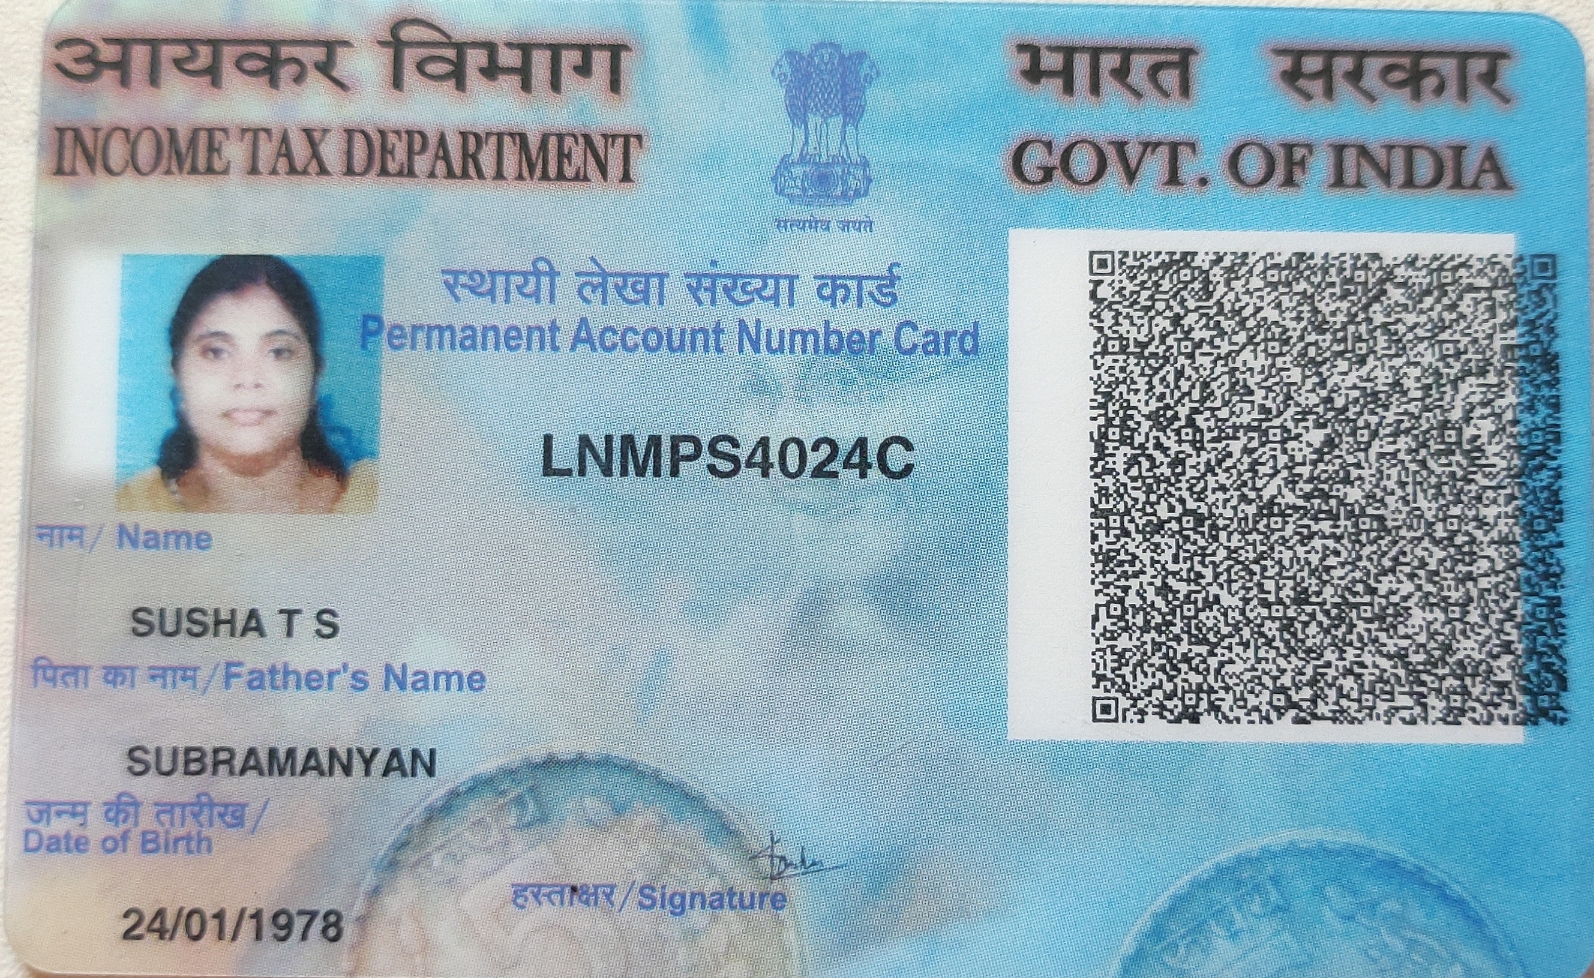 आयकर विभाग
INCOME TAX DEPARTMENT
भारत सरकार
GOVT. OF INDIA
सत्यमेव जयते
स्थायी लेखा संख्या कार्ड
Permanent Account Number Card
LNMPS4024C
नाम/ Name
SUSHA T S
पिता का नाम/Father's Name
SUBRAMANYAN
जन्म की तारीख/
Date of Birth
24/01/1978
हस्ताक्षर/Signature